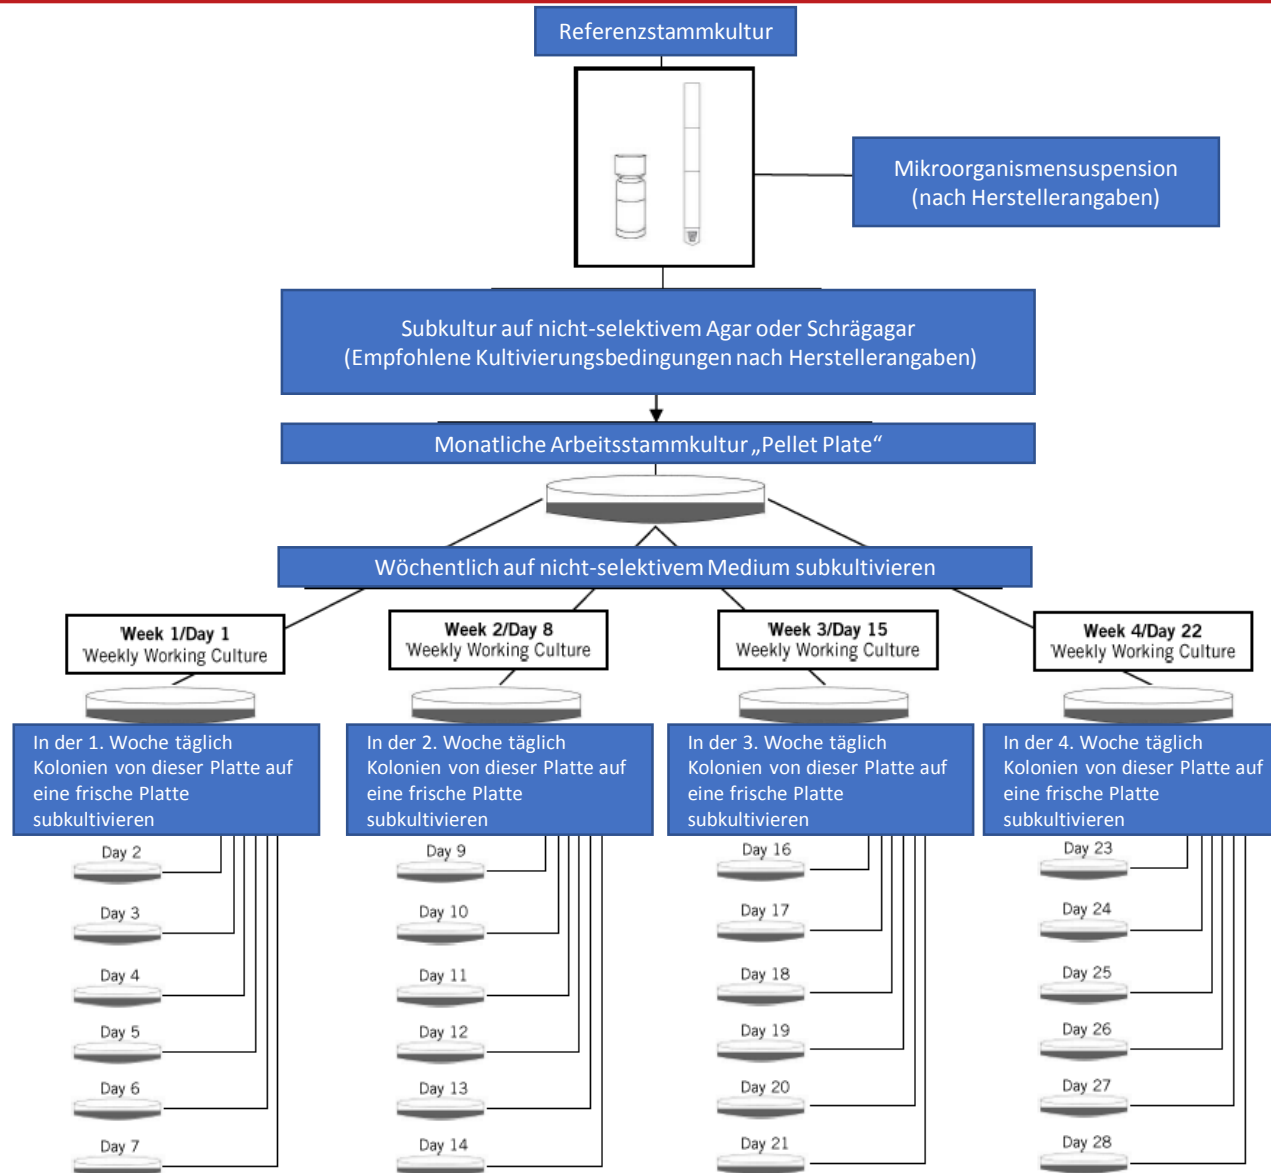 Referenzstammkultur
Mikroorganismensuspension
(nach Herstellerangaben)
Subkultur auf nicht-selektivem Agar oder Schrägagar
(Empfohlene Kultivierungsbedingungen nach Herstellerangaben)
Monatliche Arbeitsstammkultur „Pellet Plate“
Wöchentlich auf nicht-selektivem Medium subkultivieren
Week 1/Day 1
Weekly Working Culture
Week 2/Day 8
Weekly Working Culture
Week 3/Day 15
Weekly Working Culture
Week 4/Day 22
Weekly Working Culture
In der 1. Woche täglich
Kolonien von dieser Platte auf
eine frische Platte
subkultivieren
In der 2. Woche täglich
Kolonien von dieser Platte auf
eine frische Platte
subkultivieren
In der 3. Woche täglich
Kolonien von dieser Platte auf
eine frische Platte
subkultivieren
In der 4. Woche täglich
Kolonien von dieser Platte auf
eine frische Platte
subkultivieren
Day 2
Day 3
Day 4
Day 5
Day 6
Day 7
Day 9
Day 10
Day 11
Day 12
Day 13
Day 14
Day 16
Day 17
Day 18
Day 19
Day 20
Day 21
Day 23
Day 24
Day 25
Day 26
Day 27
Day 28